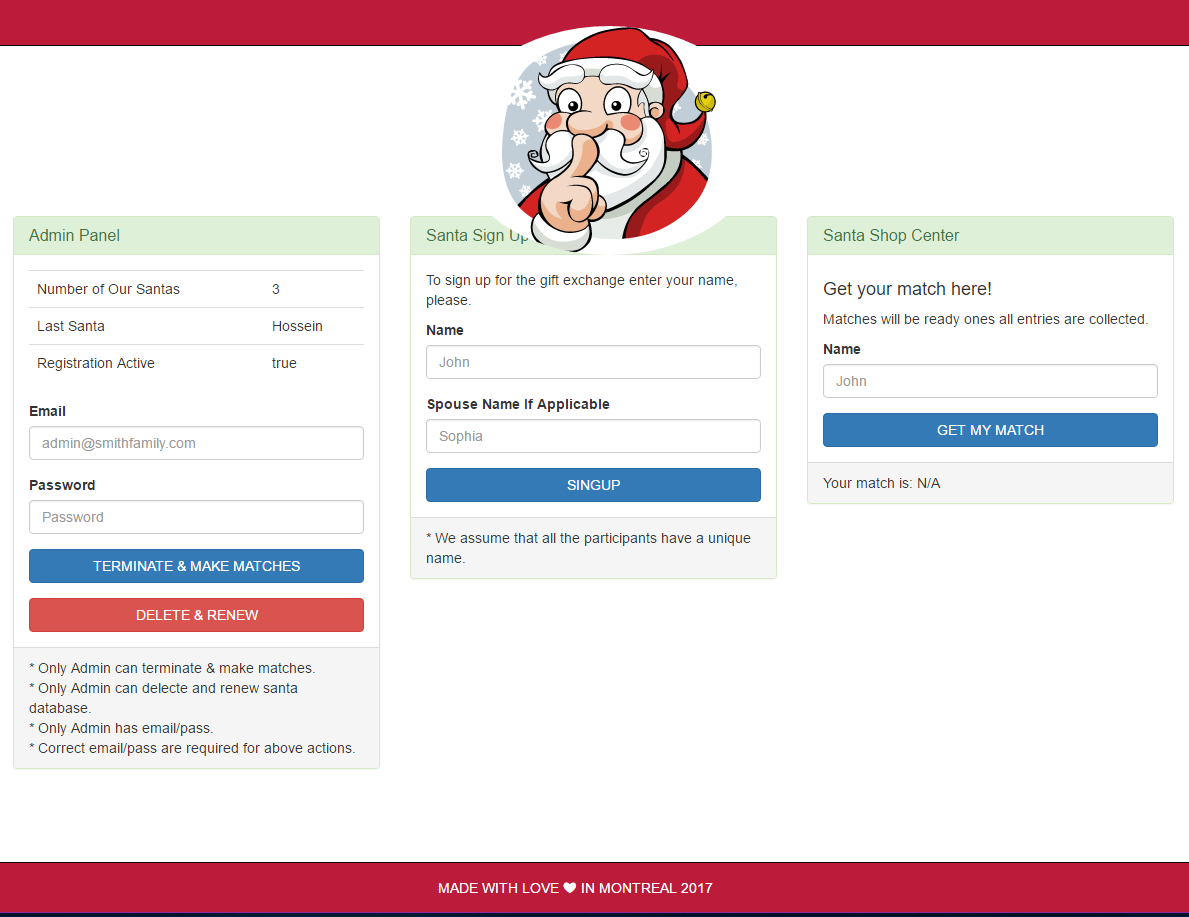 Admin Panel
Number of Our Santas 3
Last Santa Hossein
Registration Active true
Email
admin@smithfamily.com
Password
Password
TERMINATE & MAKE MATCHES
DELETE & RENEW
* Only Admin can terminate & make matches.
* Only Admin can delecte and renew santa
database.
* Only Admin has email/pass.
* Correct email/pass are required for above actions.
Santa Sign Up
To sign up for the gift exchange enter your name,
please.
Name
John
Spouse Name If Applicable
Sophia
SINGUP
* We assume that all the participants have a unique
name.
Santa Shop Center
Get your match here!
Matches will be ready ones all entries are collected.
Name
John
GET MY MATCH
Your match is: N/A
MADE WITH LOVE ❤ IN MONTREAL 2017